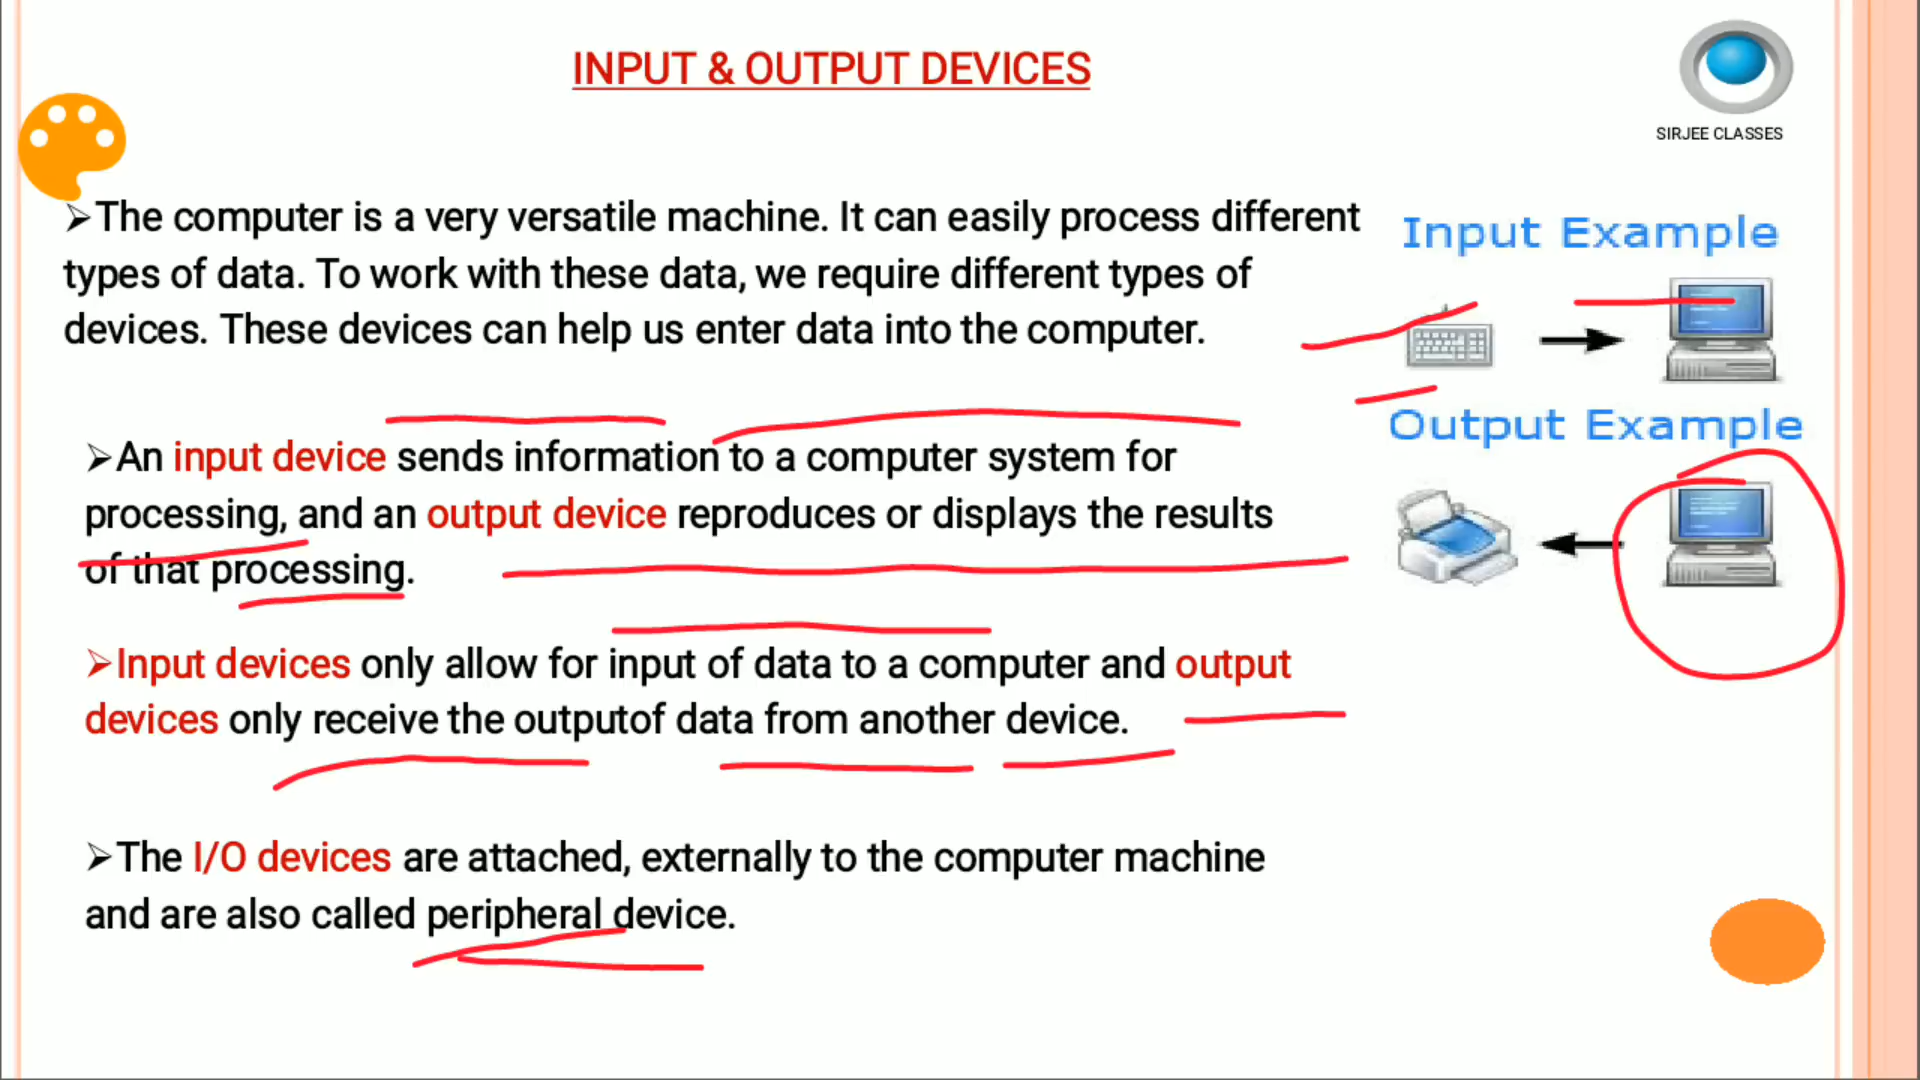 INPUT & OUTPUT DEVICES
SIRJEE CLASSES
➢The computer is a very versatile machine. It can easily process different
types of data. To work with these data, we require different types of
devices. These devices can help us enter data into the computer.
Input Example
➢An input device sends information to a computer system for
processing, and an output device reproduces or displays the results
of that processing.
Output Example
➢Input devices only allow for input of data to a computer and output
devices only receive the outputof data from another device.
➢The I/O devices are attached, externally to the computer machine
and are also called peripheral device.